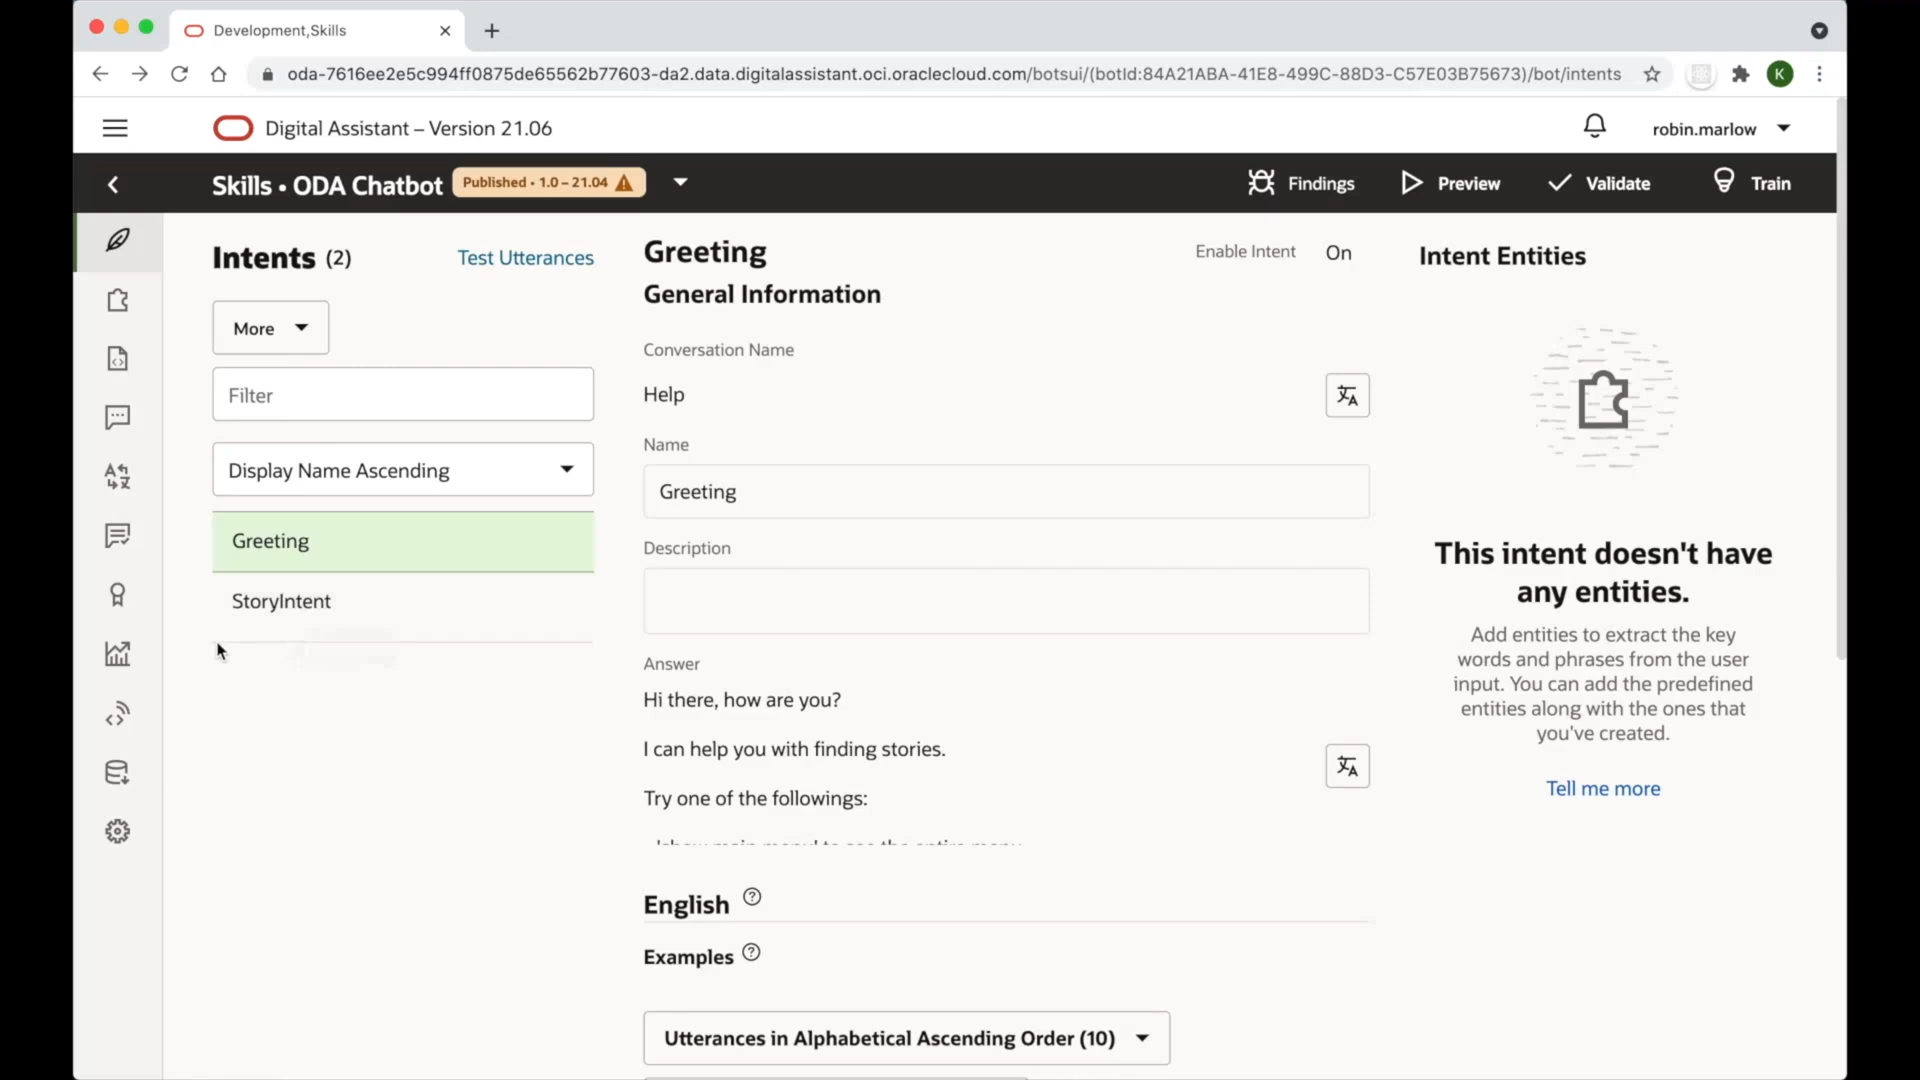 Development,Skills
oda-7616ee2e5c994ff0875de65562b77603-da2.data.digitalassistant.oci.oraclecloud.com/botsui/(botId:84A21ABA-41E8-499C-88D3-C57E03B75673)/bot/intents
K
Digital Assistant – Version 21.06
robin.marlow
Skills • ODA Chatbot
Published • 1.0 – 21.04
Findings
Preview
Validate
Train
Intents (2)
Test Utterances
More
Filter
Display Name Ascending
Greeting
StoryIntent
Greeting
Enable Intent On
General Information
Conversation Name
Help
Name
Greeting
Description
Answer
Hi there, how are you?
I can help you with finding stories.
Try one of the followings:
English
Examples
Utterances in Alphabetical Ascending Order (10)
Intent Entities
This intent doesn't have
any entities.
Add entities to extract the key
words and phrases from the user
input. You can add the predefined
entities along with the ones that
you've created.
Tell me more